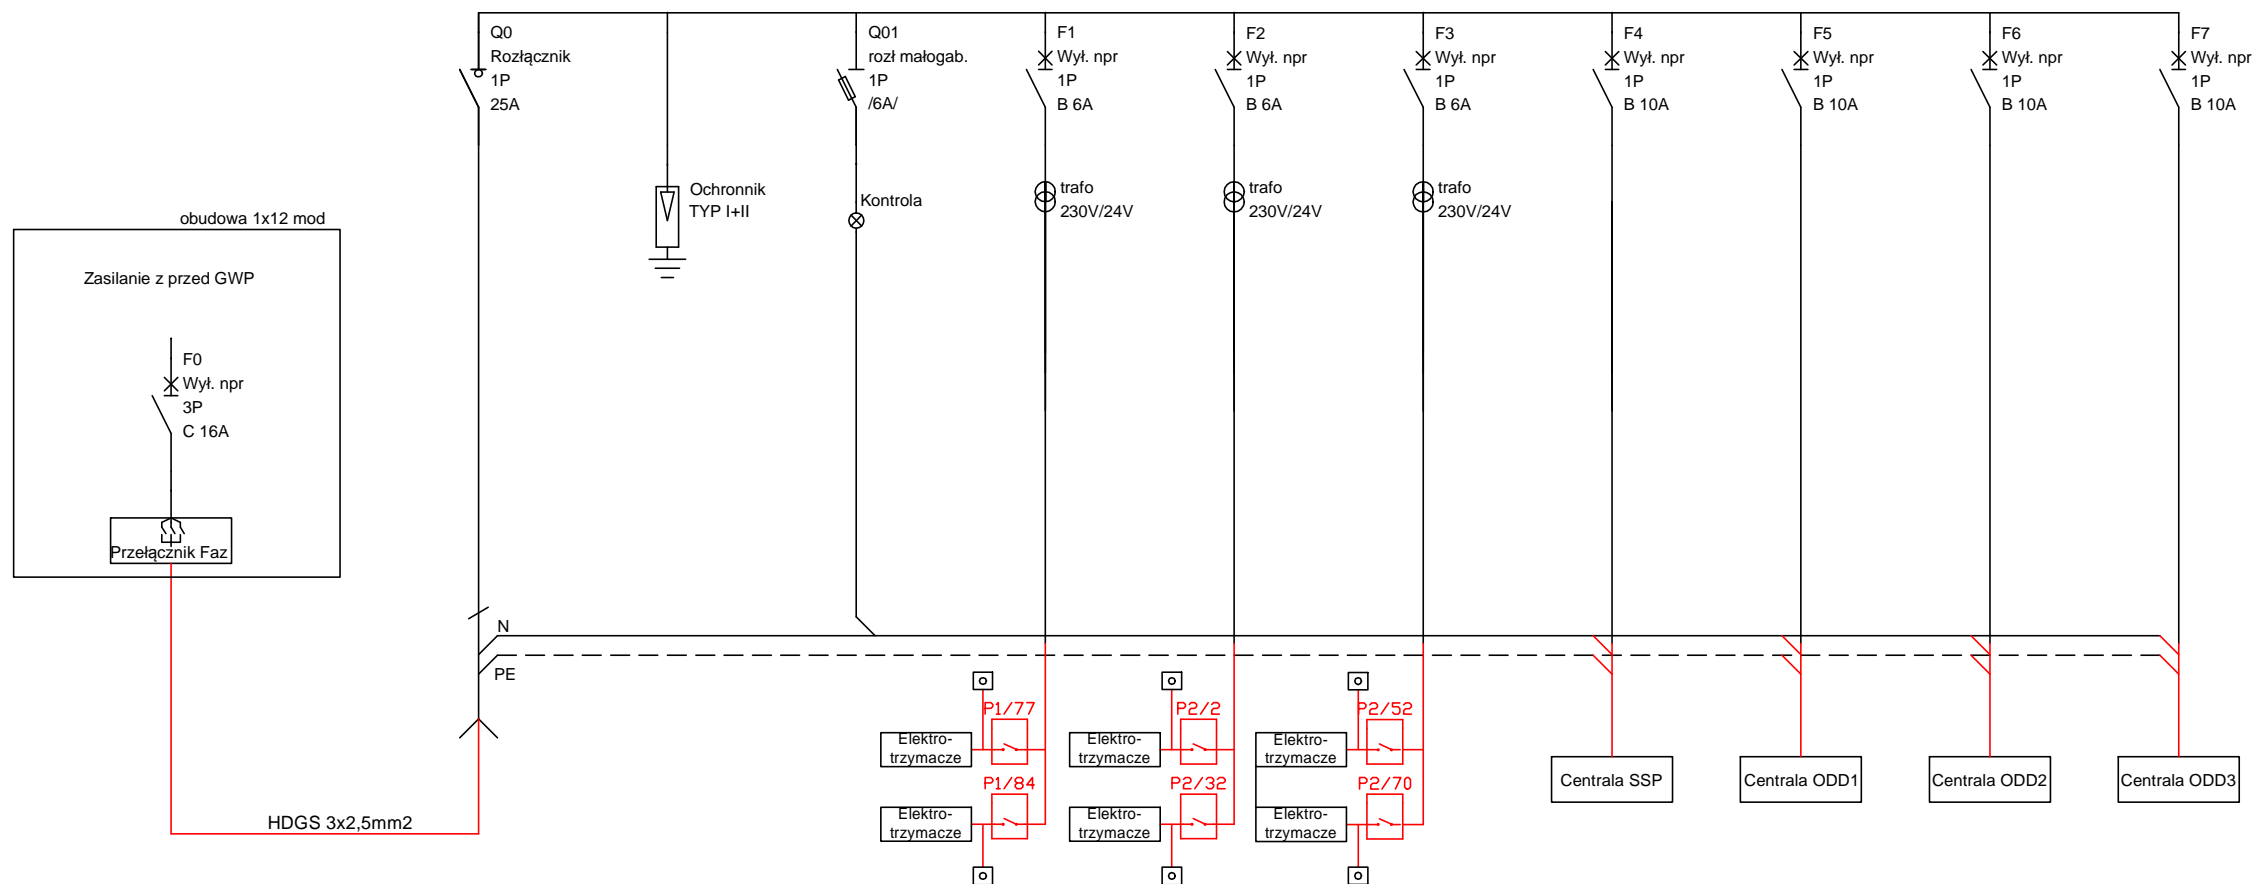 Q0
Rozłącznik
1P
25A
Ochronnik
TYP I+II
Q01
rozł małogab.
1P
/6A/
Kontrola
F1
Wył. npr
1P
B 6A
trafo
230V/24V
F2
Wył. npr
1P
B 6A
trafo
230V/24V
F3
Wył. npr
1P
B 6A
trafo
230V/24V
F4
Wył. npr
1P
B 10A
F5
Wył. npr
1P
B 10A
F6
Wył. npr
1P
B 10A
F7
Wył. npr
1P
B 10A
obudowa 1x12 mod
Zasilanie z przed GWP
F0
Wył. npr
3P
C 16A
Przełącznik Faz
N
PE
HDGS 3x2,5mm2
P1/77
Elektro-
trzymacze
P1/84
Elektro-
trzymacze
P2/2
Elektro-
trzymacze
P2/32
Elektro-
trzymacze
P2/52
Elektro-
trzymacze
P2/70
Elektro-
trzymacze
Centrala SSP
Centrala ODD1
Centrala ODD2
Centrala ODD3